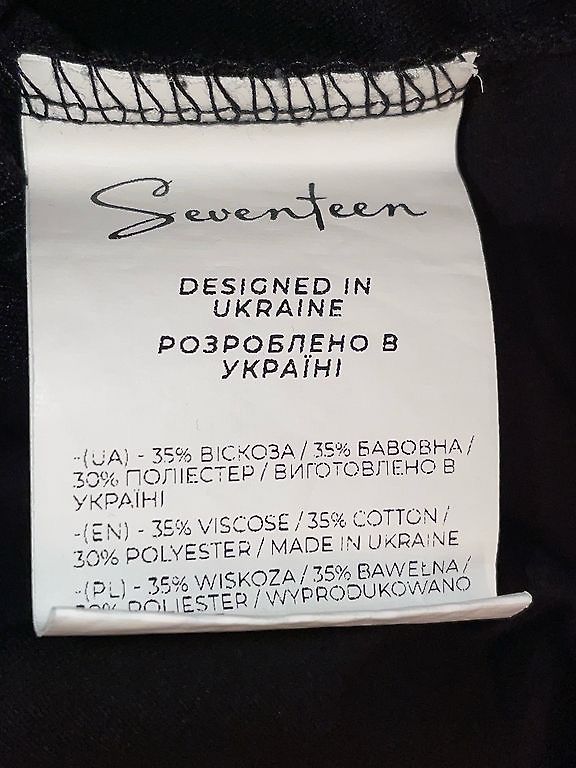 Seventeen
DESIGNED IN
UKRAINE
РОЗРОБЛЕНО В
УКРАЇНІ
-(UA) - 35% ВІСКОЗА / 35% БАВОВНА /
30% ПОЛІЕСТЕР / ВИГОТОВЛЕНО В
УКРАЇНІ
-(EN) - 35% VISCOSE / 35% COTTON /
30% POLYESTER / MADE IN UKRAINE
-(PL) - 35% WISKOZA / 35% BAWEŁNA /
30% POLIESTER / WYPRODUKOWANO